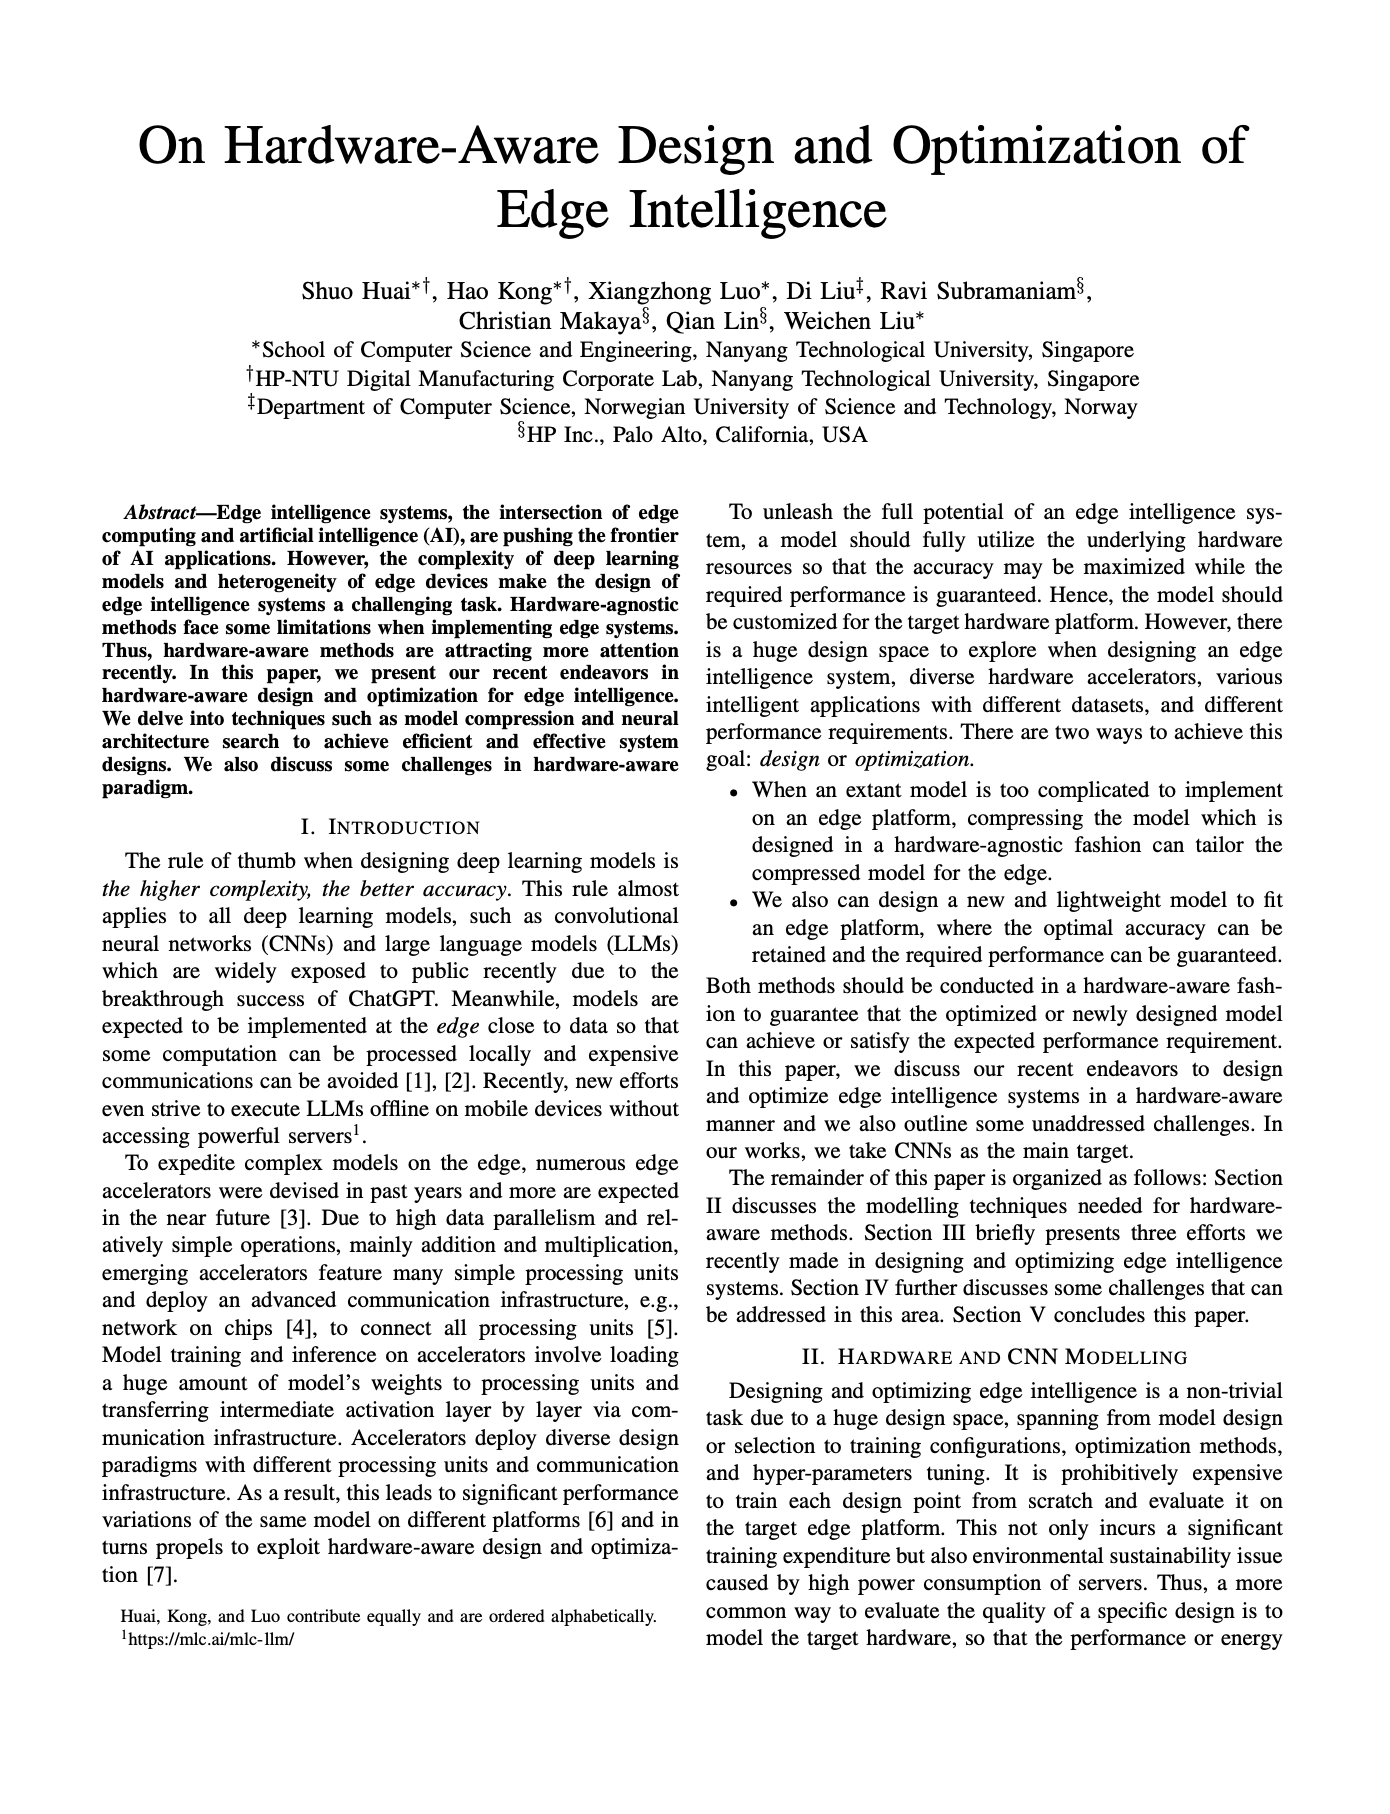 On Hardware-Aware Design and Optimization of
Edge Intelligence
Shuo Huai*†, Hao Kong*†, Xiangzhong Luo*, Di Liu‡, Ravi Subramaniam§,
Christian Makaya§, Qian Lin§, Weichen Liu*
*School of Computer Science and Engineering, Nanyang Technological University, Singapore
†HP-NTU Digital Manufacturing Corporate Lab, Nanyang Technological University, Singapore
‡Department of Computer Science, Norwegian University of Science and Technology, Norway
§HP Inc., Palo Alto, California, USA
Abstract—Edge intelligence systems, the intersection of edge
computing and artificial intelligence (AI), are pushing the frontier
of AI applications. However, the complexity of deep learning
models and heterogeneity of edge devices make the design of
edge intelligence systems a challenging task. Hardware-agnostic
methods face some limitations when implementing edge systems.
Thus, hardware-aware methods are attracting more attention
recently. In this paper, we present our recent endeavors in
hardware-aware design and optimization for edge intelligence.
We delve into techniques such as model compression and neural
architecture search to achieve efficient and effective system
designs. We also discuss some challenges in hardware-aware
paradigm.
I. INTRODUCTION
The rule of thumb when designing deep learning models is
the higher complexity, the better accuracy. This rule almost
applies to all deep learning models, such as convolutional
neural networks (CNNs) and large language models (LLMs)
which are widely exposed to public recently due to the
breakthrough success of ChatGPT. Meanwhile, models are
expected to be implemented at the edge close to data so that
some computation can be processed locally and expensive
communications can be avoided [1], [2]. Recently, new efforts
even strive to execute LLMs offline on mobile devices without
accessing powerful servers¹.
To expedite complex models on the edge, numerous edge
accelerators were devised in past years and more are expected
in the near future [3]. Due to high data parallelism and rel-
atively simple operations, mainly addition and multiplication,
emerging accelerators feature many simple processing units
and deploy an advanced communication infrastructure, e.g.,
network on chips [4], to connect all processing units [5].
Model training and inference on accelerators involve loading
a huge amount of model's weights to processing units and
transferring intermediate activation layer by layer via com-
munication infrastructure. Accelerators deploy diverse design
paradigms with different processing units and communication
infrastructure. As a result, this leads to significant performance
variations of the same model on different platforms [6] and in
turns propels to exploit hardware-aware design and optimiza-
tion [7].
Huai, Kong, and Luo contribute equally and are ordered alphabetically.
¹https://mlc.ai/mlc-llm/
To unleash the full potential of an edge intelligence sys-
tem, a model should fully utilize the underlying hardware
resources so that the accuracy may be maximized while the
required performance is guaranteed. Hence, the model should
be customized for the target hardware platform. However, there
is a huge design space to explore when designing an edge
intelligence system, diverse hardware accelerators, various
intelligent applications with different datasets, and different
performance requirements. There are two ways to achieve this
goal: design or optimization.
• When an extant model is too complicated to implement
on an edge platform, compressing the model which is
designed in a hardware-agnostic fashion can tailor the
compressed model for the edge.
• We also can design a new and lightweight model to fit
an edge platform, where the optimal accuracy can be
retained and the required performance can be guaranteed.
Both methods should be conducted in a hardware-aware fash-
ion to guarantee that the optimized or newly designed model
can achieve or satisfy the expected performance requirement.
In this paper, we discuss our recent endeavors to design
and optimize edge intelligence systems in a hardware-aware
manner and we also outline some unaddressed challenges. In
our works, we take CNNs as the main target.
The remainder of this paper is organized as follows: Section
II discusses the modelling techniques needed for hardware-
aware methods. Section III briefly presents three efforts we
recently made in designing and optimizing edge intelligence
systems. Section IV further discusses some challenges that can
be addressed in this area. Section V concludes this paper.
II. HARDWARE AND CNN MODELLING
Designing and optimizing edge intelligence is a non-trivial
task due to a huge design space, spanning from model design
or selection to training configurations, optimization methods,
and hyper-parameters tuning. It is prohibitively expensive
to train each design point from scratch and evaluate it on
the target edge platform. This not only incurs a significant
training expenditure but also environmental sustainability issue
caused by high power consumption of servers. Thus, a more
common way to evaluate the quality of a specific design is to
model the target hardware, so that the performance or energy